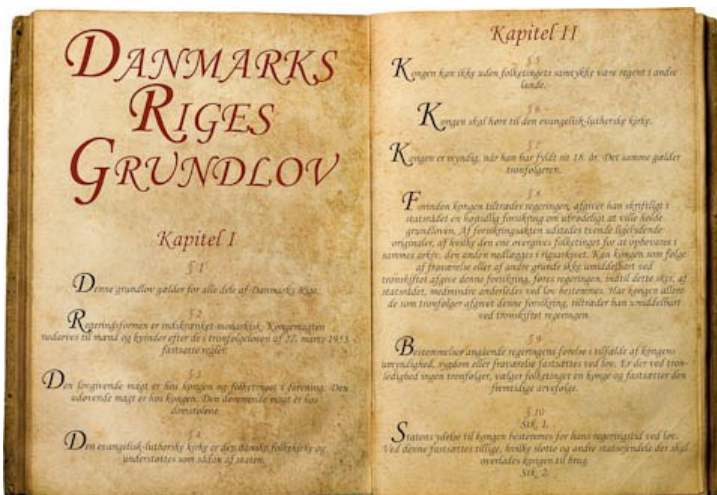 DANMARKS
RIGES
GRUNDLOV
Kapitel I
§ 1
Denne grundlov gælder for alle dele af Danmarks Rige.
§ 2
Regeringsformen er indskrænket-monarkisk. Kongemagten
nedarves til mænd og kvinder efter de i tronfølgeloven af 27. marts 1953
fastsatte regler.
§ 3
Den lovgivende magt er hos kongen og folketinget i forening. Den
udøvende magt er hos kongen. Den dømmende magt er hos
domstolene.
§ 4
Den evangelisk-lutherske kirke er den danske folkekirke og
understøttes som sådan af staten.
Kapitel II
§ 5
Kongen kan ikke uden folketingets samtykke være regent i andre
lande.
§ 6
Kongen skal høre til den evangelisk-lutherske kirke.
§ 7
Kongen er myndig, når han har fyldt sit 18. år. Det samme gælder
tronfølgeren.
§ 8
Forinden kongen tiltræder regeringen, afgiver han skriftligt i
statsrådet en højtidlig forsikring om ubrødeligt at ville holde
grundloven. Af forsikringsakten udstedes tvende ligelydende
originaler, af hvilke den ene overgives folketinget for at opbevares i
sammes arkiv, den anden nedlægges i rigsarkivet. Kan kongen som følge
af fraværelse eller af andre grunde ikke umiddelbart ved
tronskiftet afgive denne forsikring, føres regeringen, indtil dette sker, af
statsrådet, medmindre anderledes ved lov bestemmes. Har kongen allerede
som tronfølger afgivet denne forsikring, tiltræder han umiddelbart
ved tronskiftet regeringen.
§ 9
Bestemmelser angående regeringens førelse i tilfælde af kongens
umyndighed, sygdom eller fraværelse fastsættes ved lov. Er der ved tron-
ledighed ingen tronfølger, vælger folketinget en konge og fastsætter den
fremtidige arvefølge.
§ 10
Stk. 1.
Statens ydelse til kongen bestemmes for hans regeringstid ved lov.
Ved denne fastsættes tillige, hvilke slotte og andre statsejendele der skal
overlades kongen til brug.
Stk. 2.